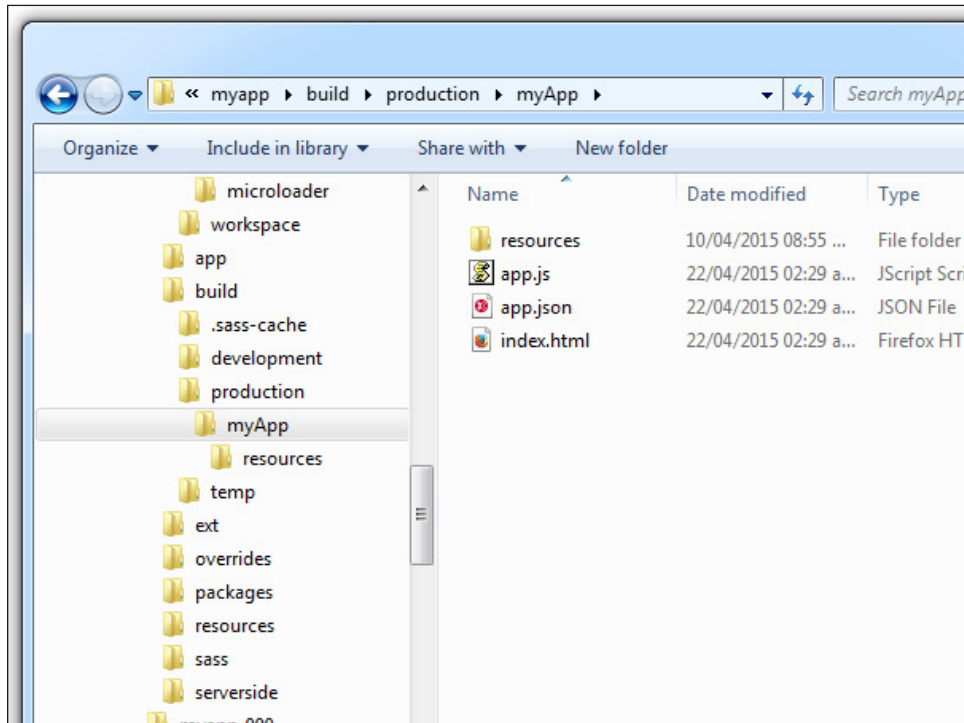 « myapp build production myApp
Search myApp
Organize Include in library Share with New folder
microloader
workspace
app
build
.sass-cache
development
production
myApp
resources
temp
ext
overrides
packages
resources
sass
serverside
Name Date modified Type
resources 10/04/2015 08:55 ... File folder
app.js 22/04/2015 02:29 a... JScript Scri
app.json 22/04/2015 02:29 a... JSON File
index.html 22/04/2015 02:29 a... Firefox HT